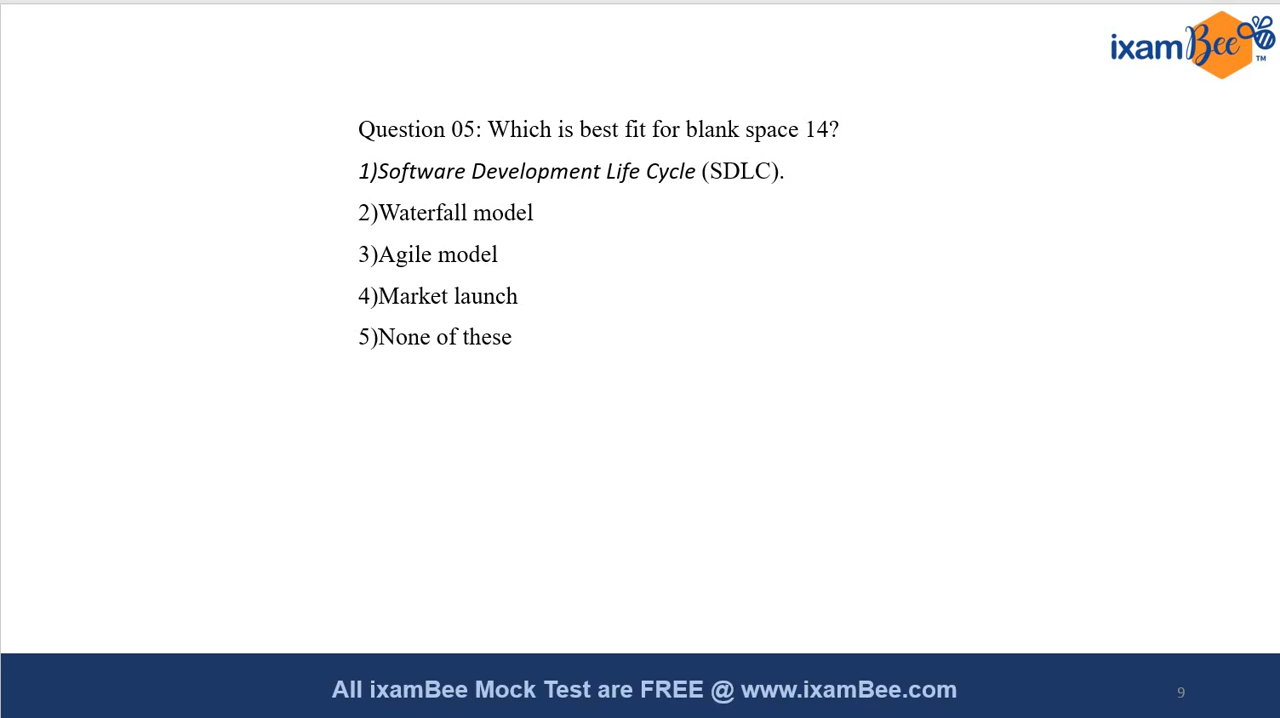 ixamBee TM
Question 05: Which is best fit for blank space 14?
1)Software Development Life Cycle (SDLC).
2)Waterfall model
3)Agile model
4)Market launch
5)None of these
All ixamBee Mock Test are FREE @ www.ixamBee.com
9